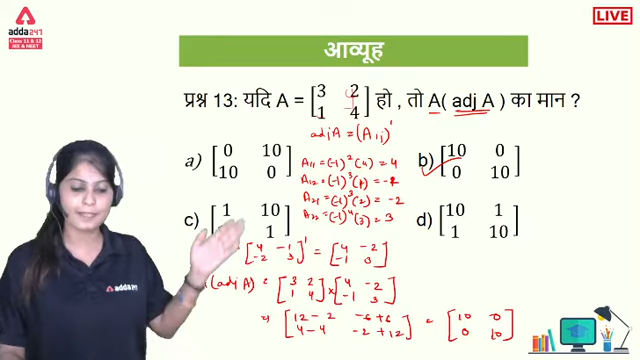 adda247
Class 11 & 12
JEE & NEET
LIVE
आव्यूह
प्रश्न 13: यदि A = [3 2 1 4] हो , तो A( adj A) का मान ?
adj A = (A_ij)'
a) [0 10 10 0]
A₁₁ = (-1)²(4) = 4
A₁₂ = (-1)³(1) = -1
A₂₁ = (-1)³(2) = -2
A₂₂ = (-1)⁴(3) = 3
b) [10 0 0 10]
c) [1 10 1]
d) [10 1 1 10]
= [4 -1 -2 3]' = [4 -2 -1 3]
(adj A) = [3 2 1 4] × [4 -2 -1 3]
= [12 - 2 -6 + 6 4 - 4 -2 + 12] = [10 0 0 10]
adda247